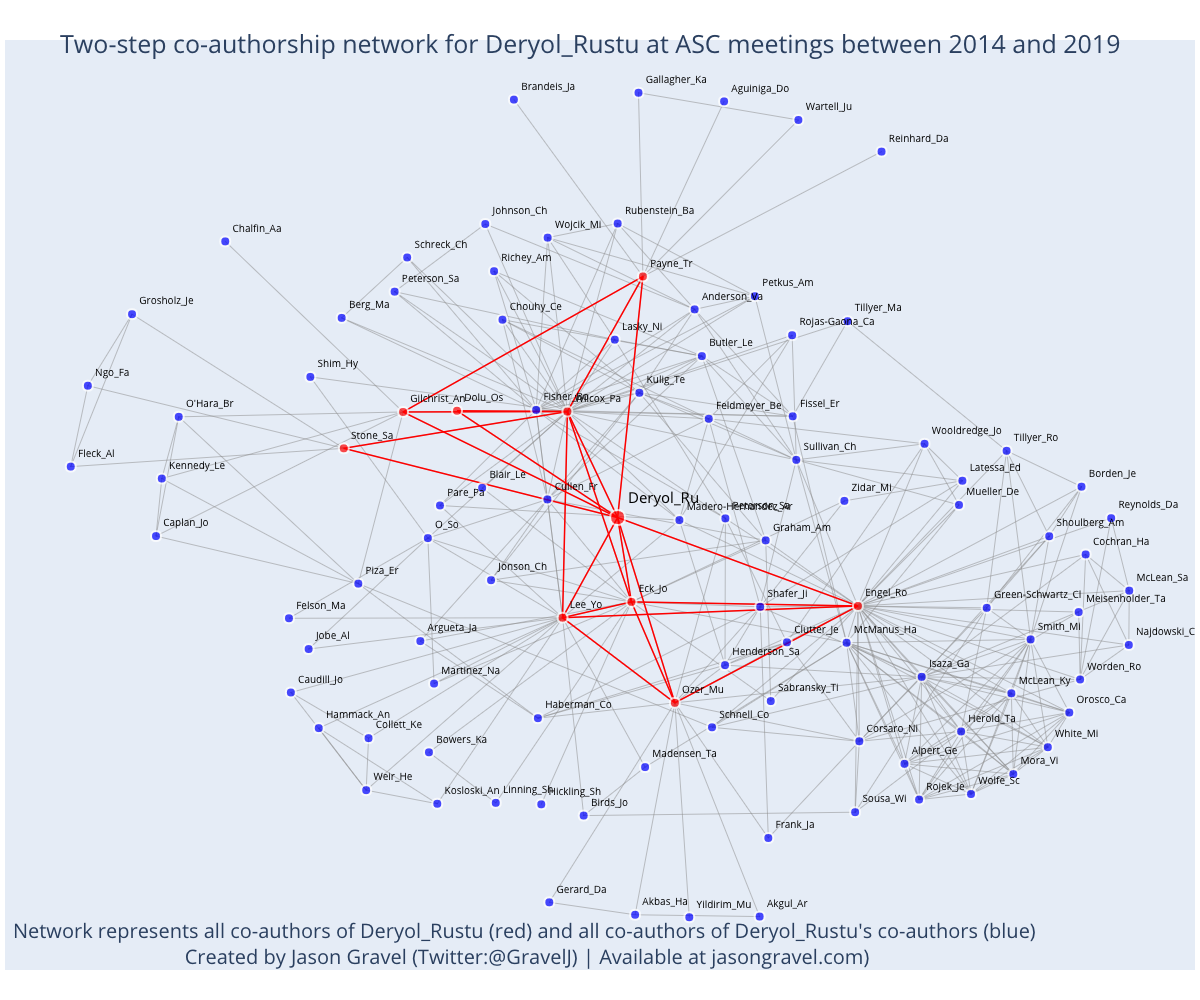 Two-step co-authorship network for Deryol_Rustu at ASC meetings between 2014 and 2019
Brandeis_Ja
Gallagher_Ka
Aguiniga_Do
Wartell_Ju
Reinhard_Da
Johnson_Ch
Wojcik_Mi
Rubenstein_Ba
Chalfin_Aa
Schreck_Ch
Richey_Am
Payne_Tr
Peterson_Sa
Petkus_Am
Grosholz_Je
Berg_Ma
Chouhy_Ce
Anderson_Va
Tillyer_Ma
Lasky_Ni
Rojas-Gaona_Ca
Butler_Le
Ngo_Fa
Shim_Hy
Kulig_Te
O'Hara_Br
Gilchrist_An
Dolu_Os
Fisher_Bo
Wilcox_Pa
Feldmeyer_Be
Fissel_Er
Stone_Sa
Sullivan_Ch
Wooldredge_Jo
Tillyer_Ro
Fleck_Al
Kennedy_Le
Blair_Le
Latessa_Ed
Borden_Je
Pare_Pa
Cullen_Fr
Deryol_Ru
Zidar_Mi
Mueller_De
Madero-Hernandez_Ar
Reynolds_Da
Caplan_Jo
O_So
Graham_Am
Shoulberg_Am
Cochran_Ha
Piza_Er
Jonson_Ch
McLean_Sa
Felson_Ma
Lee_Yo
Eck_Jo
Shafer_Ji
Engel_Ro
Green-Schwartz_Cl
Meisenholder_Ta
Jobe_Al
Argueta_Ja
Clutter_Je
McManus_Ha
Smith_Mi
Najdowski_C
Henderson_Sa
Caudill_Jo
Martinez_Na
Ozer_Mu
Sabransky_Ti
Isaza_Ga
McLean_Ky
Worden_Ro
Hammack_An
Collett_Ke
Haberman_Co
Schnell_Co
Corsaro_Ni
Herold_Ta
Orosco_Ca
Bowers_Ka
Madensen_Ta
Alpert_Ge
White_Mi
Mora_Vi
Weir_He
Kosloski_An
Linning_Sh
Hickling_Sh
Birds_Jo
Sousa_Wi
Rojek_Je
Wolfe_Sc
Frank_Ja
Gerard_Da
Akbas_Ha
Yildirim_Mu
Akgul_Ar
Network represents all co-authors of Deryol_Rustu (red) and all co-authors of Deryol_Rustu's co-authors (blue)
Created by Jason Gravel (Twitter:@GravelJ) | Available at jasongravel.com)